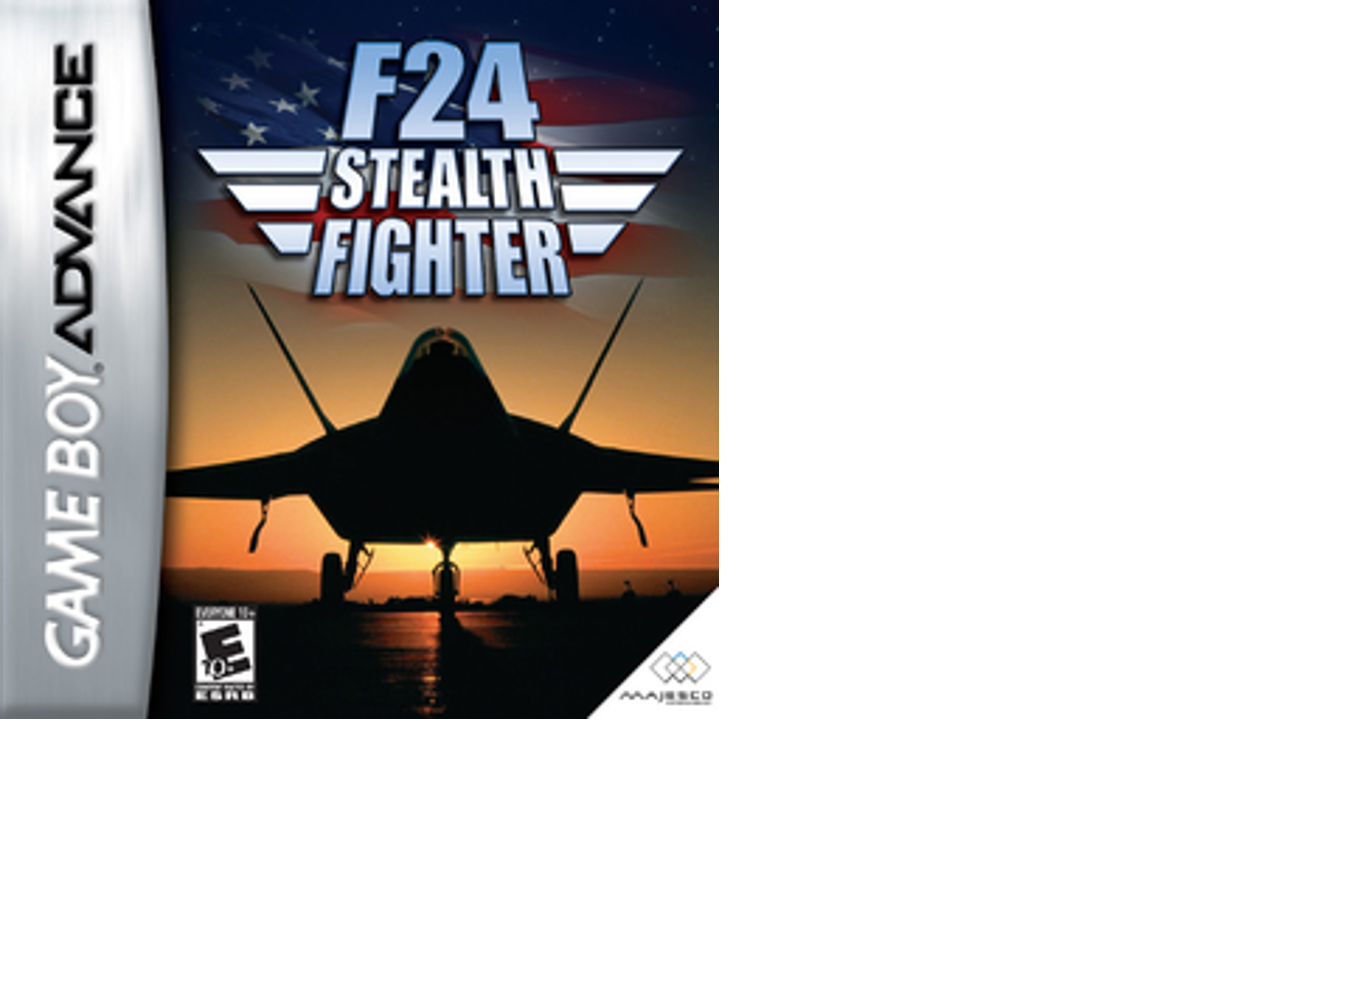 GAME BOY ADVANCE
F24
STEALTH
FIGHTER
EVERYONE 10+
E
10+
ESRB
MAJESCO